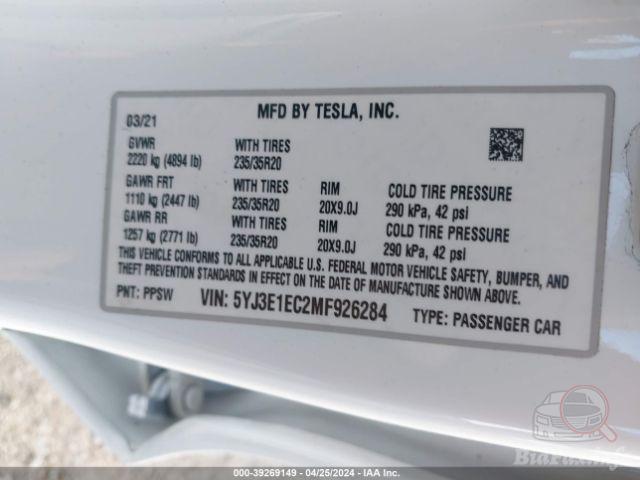 MFD BY TESLA, INC.
03/21
GVWR WITH TIRES
2220 kg (4894 lb) 235/35R20
GAWR FRT WITH TIRES RIM COLD TIRE PRESSURE
1110 kg (2447 lb) 235/35R20 20X9.0J 290 kPa, 42 psi
GAWR RR WITH TIRES RIM COLD TIRE PRESSURE
1257 kg (2771 lb) 235/35R20 20X9.0J 290 kPa, 42 psi
THIS VEHICLE CONFORMS TO ALL APPLICABLE U.S. FEDERAL MOTOR VEHICLE SAFETY, BUMPER, AND
THEFT PREVENTION STANDARDS IN EFFECT ON THE DATE OF MANUFACTURE SHOWN ABOVE.
PNT: PPSW VIN: 5YJ3E1EC2MF926284 TYPE: PASSENGER CAR
000-39269149 - 04/25/2024 - IAA Inc.